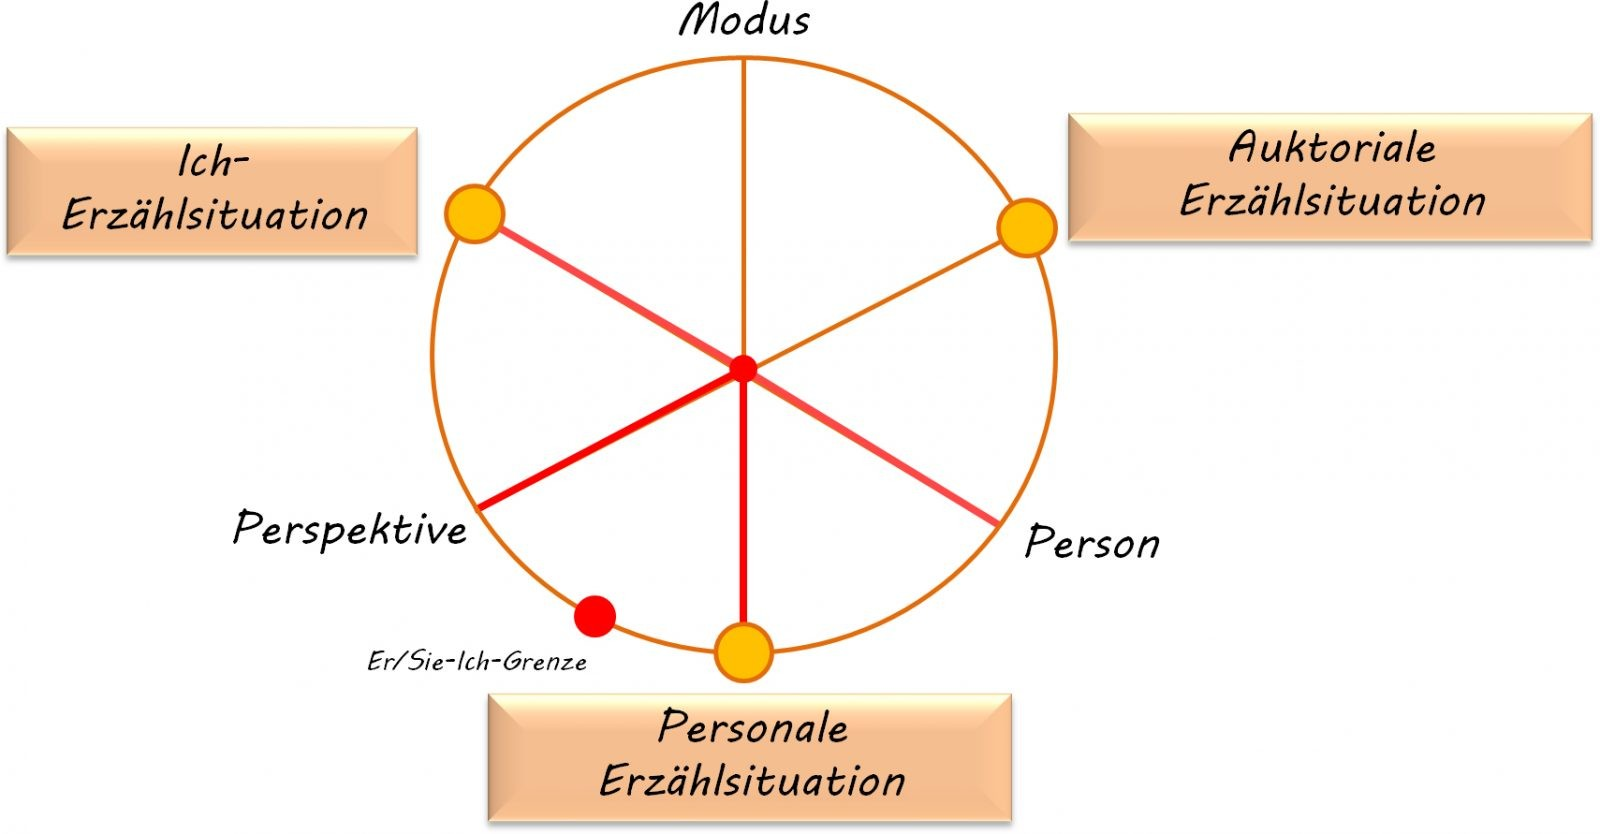 Modus
Ich-
Erzählsituation
Auktoriale
Erzählsituation
Perspektive
Person
Er/Sie-Ich-Grenze
Personale
Erzählsituation